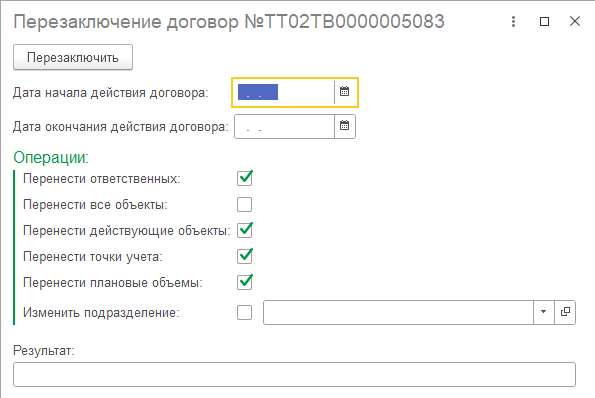 Перезаключение договор №ТТ02ТВ0000005083
Перезаключить
Дата начала действия договора: . .
Дата окончания действия договора: . .
Операции:
Перенести ответственных:
Перенести все объекты:
Перенести действующие объекты:
Перенести точки учета:
Перенести плановые объемы:
Изменить подразделение:
Результат: